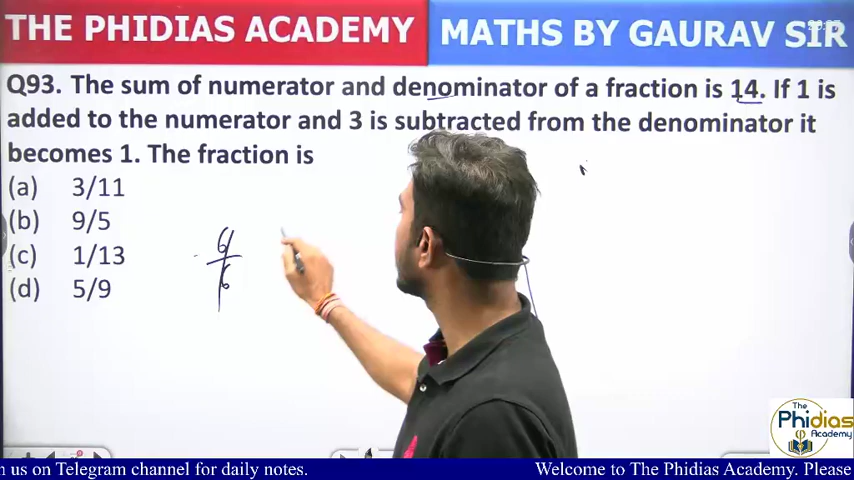 THE PHIDIAS ACADEMY
MATHS BY GAURAV SIR
Q93. The sum of numerator and denominator of a fraction is 14. If 1 is
added to the numerator and 3 is subtracted from the denominator it
becomes 1. The fraction is
(a) 3/11
(b) 9/5
(c) 1/13
(d) 5/9
6/6
The
Phidias
Academy
n us on Telegram channel for daily notes.
Welcome to The Phidias Academy. Please